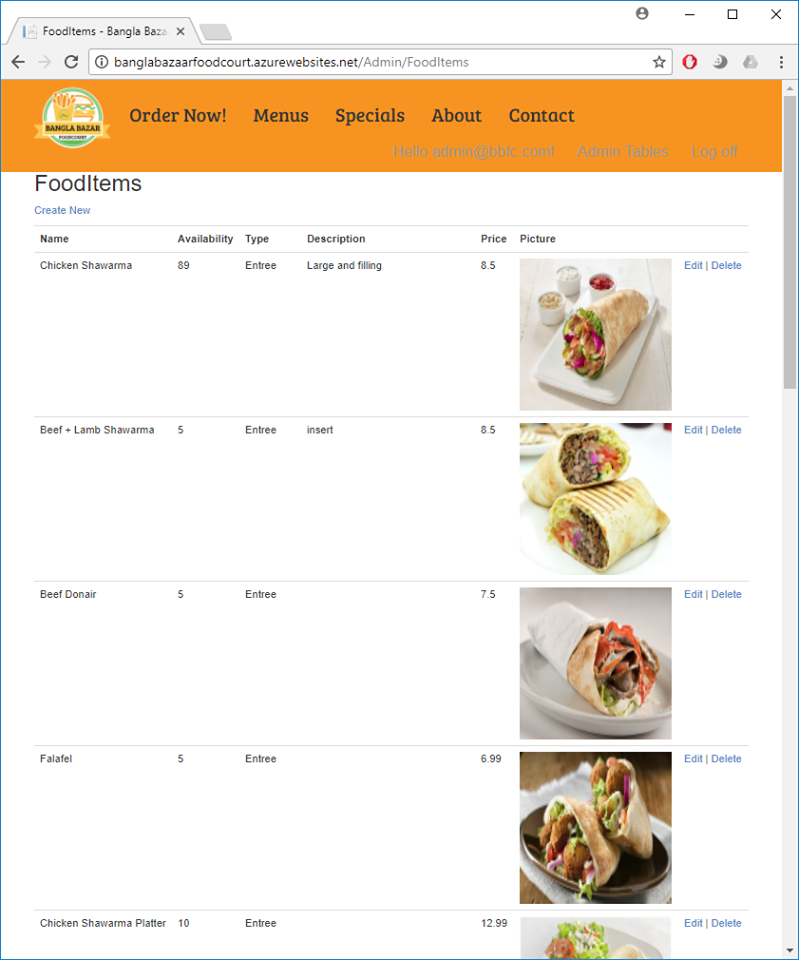 FoodItems - Bangla Baza
banglabazaarfoodcourt.azurewebsites.net/Admin/FoodItems
BANGLA BAZAR
FOODCOURT
Order Now! Menus Specials About Contact
Hello admin@bbfc.com! Admin Tables Log off
FoodItems
Create New
Name Availability Type Description Price Picture
Chicken Shawarma 89 Entree Large and filling 8.5 Edit | Delete
Beef + Lamb Shawarma 5 Entree insert 8.5 Edit | Delete
Beef Donair 5 Entree 7.5 Edit | Delete
Falafel 5 Entree 6.99 Edit | Delete
Chicken Shawarma Platter 10 Entree 12.99 Edit | Delete